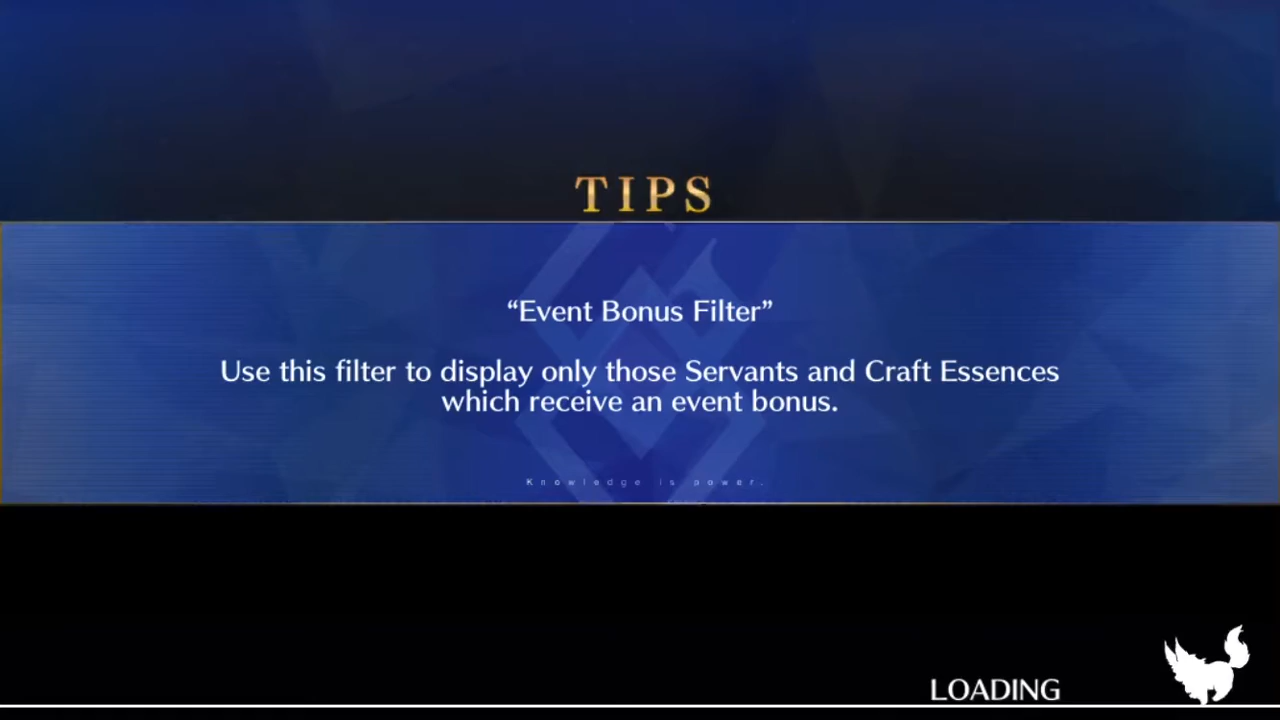 TIPS
“Event Bonus Filter”
Use this filter to display only those Servants and Craft Essences
which receive an event bonus.
Knowledge is power.
LOADING